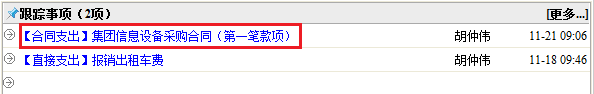 跟踪事项（2项） [更多...]
【合同支出】集团信息设备采购合同（第一笔款项） 胡仲伟 11-21 09:06
【直接支出】报销出租车费 胡仲伟 11-18 09:46